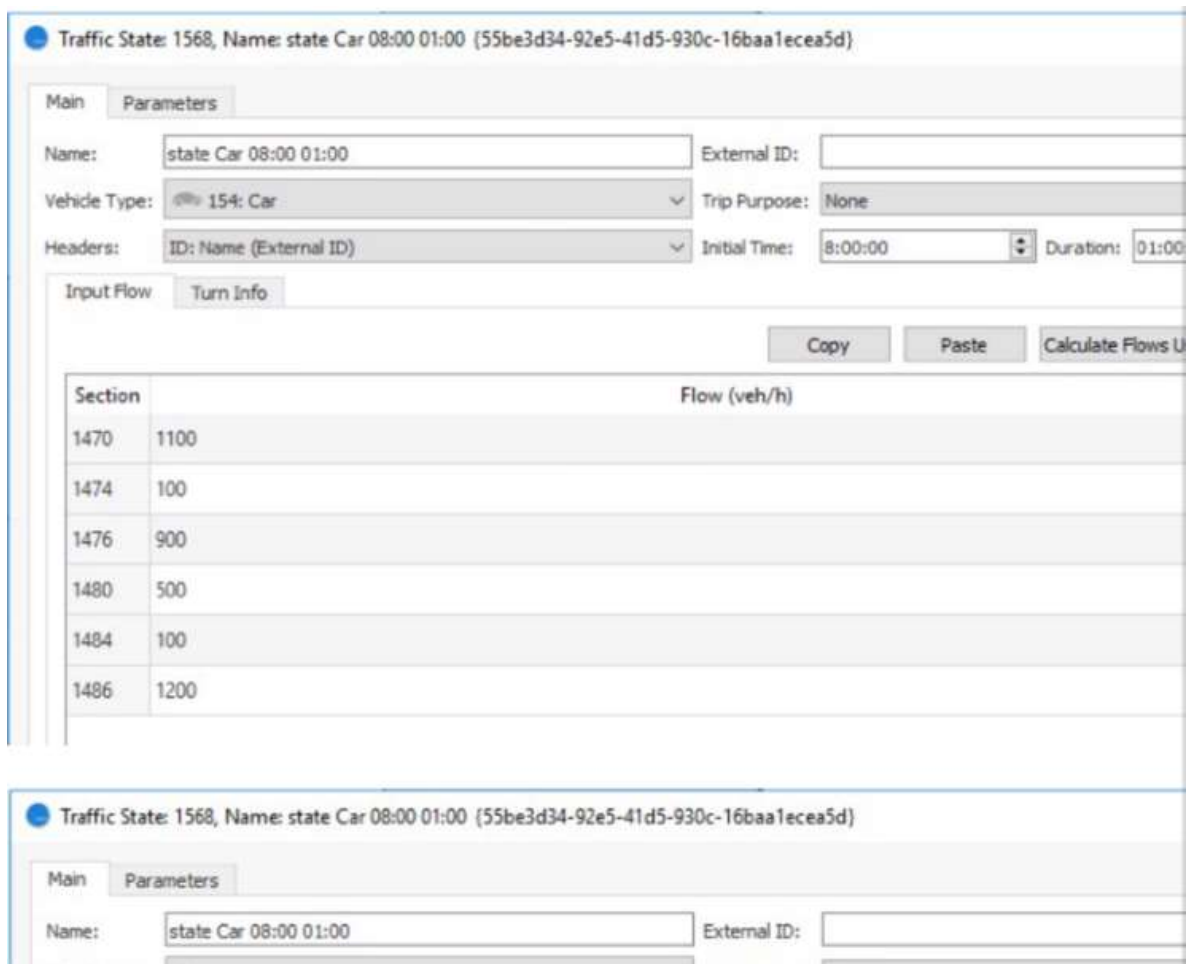 Traffic State: 1568, Name: state Car 08:00 01:00 {55be3d34-92e5-41d5-930c-16baa1ecea5d}
Main Parameters
Name: state Car 08:00 01:00 External ID:
Vehicle Type: 154: Car Trip Purpose: None
Headers: ID: Name (External ID) Initial Time: 8:00:00 Duration: 01:00
Input Flow Turn Info
Copy Paste Calculate Flows U
Section Flow (veh/h)
1470 1100
1474 100
1476 900
1480 500
1484 100
1486 1200
Traffic State: 1568, Name: state Car 08:00 01:00 {55be3d34-92e5-41d5-930c-16baa1ecea5d}
Main Parameters
Name: state Car 08:00 01:00 External ID: